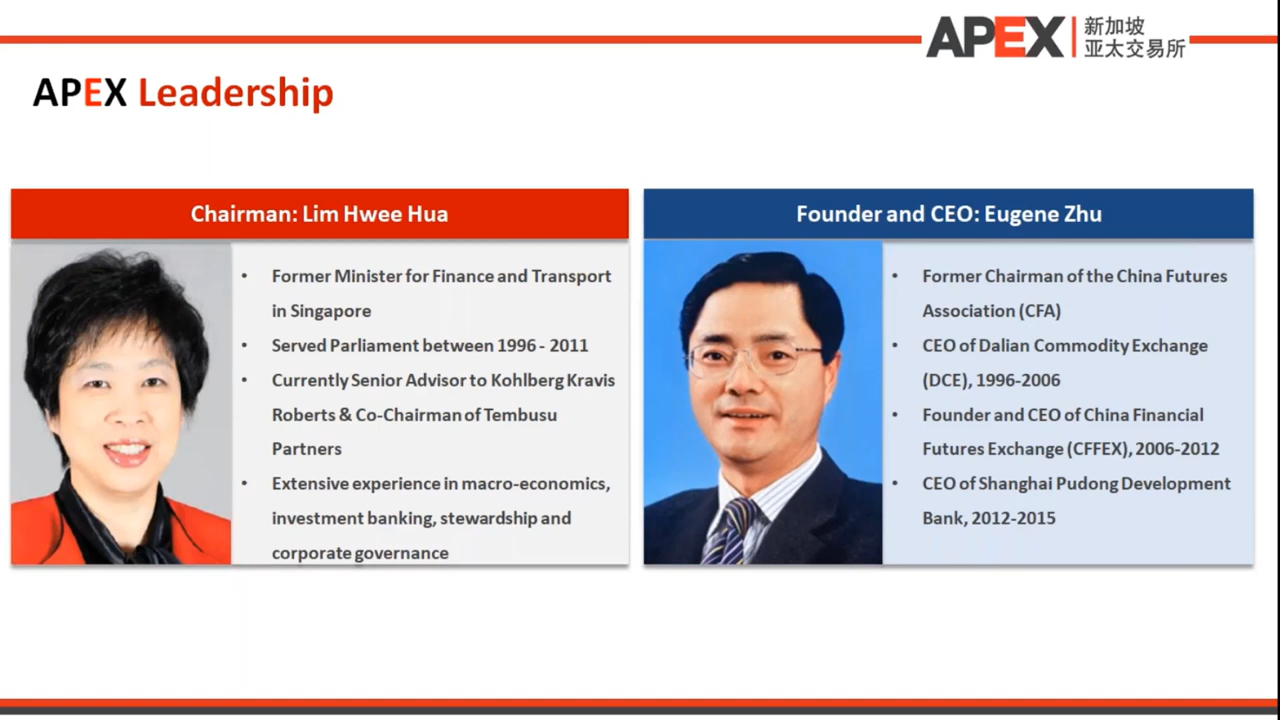 APEX
新加坡
亚太交易所
APEX Leadership
Chairman: Lim Hwee Hua
• Former Minister for Finance and Transport
in Singapore
• Served Parliament between 1996 - 2011
• Currently Senior Advisor to Kohlberg Kravis
Roberts & Co-Chairman of Tembusu
Partners
• Extensive experience in macro-economics,
investment banking, stewardship and
corporate governance
Founder and CEO: Eugene Zhu
• Former Chairman of the China Futures
Association (CFA)
• CEO of Dalian Commodity Exchange
(DCE), 1996-2006
• Founder and CEO of China Financial
Futures Exchange (CFFEX), 2006-2012
• CEO of Shanghai Pudong Development
Bank, 2012-2015